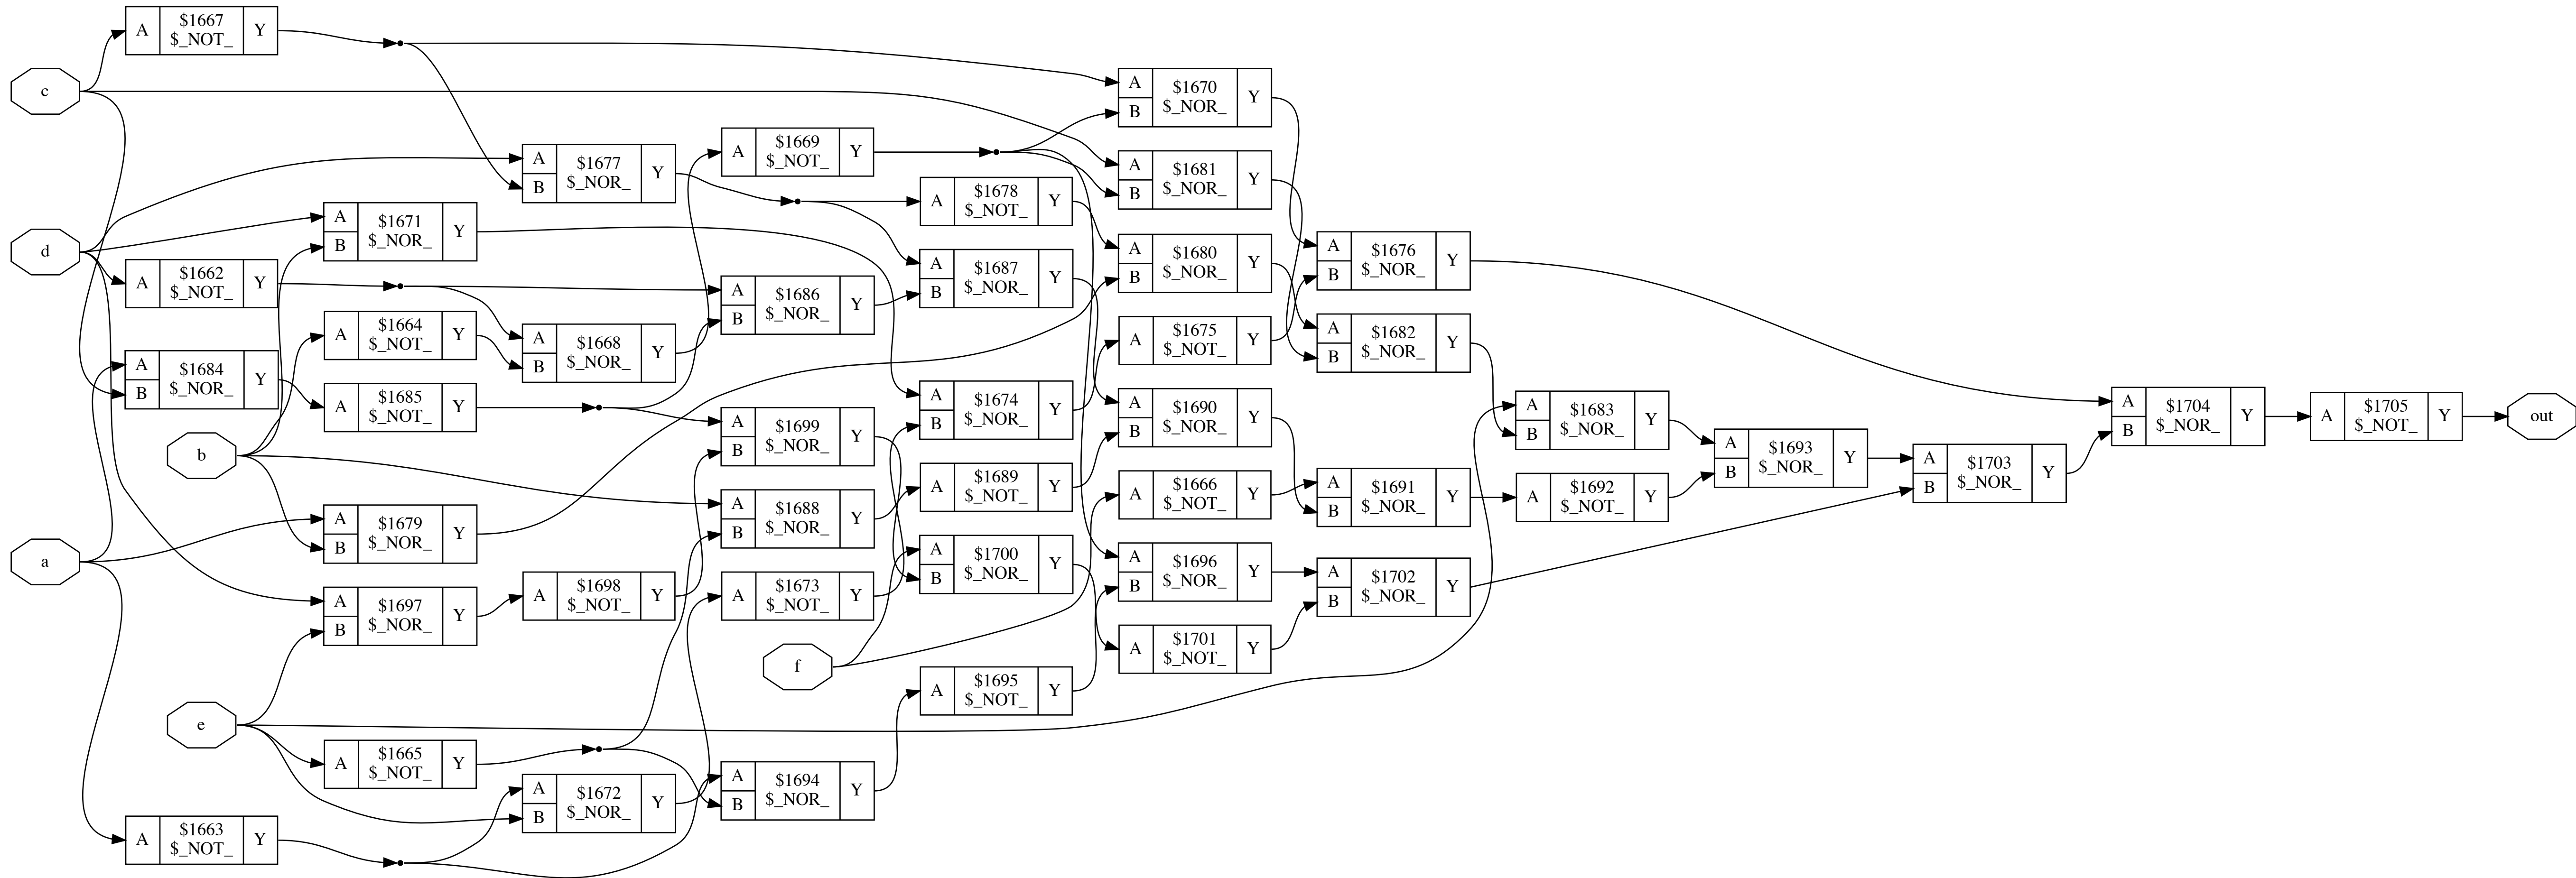 c
d
b
a
e
f
A $1667 $_NOT_ Y
A $1662 $_NOT_ Y
A B $1684 $_NOR_ Y
A $1663 $_NOT_ Y
A B $1671 $_NOR_ Y
A $1664 $_NOT_ Y
A $1685 $_NOT_ Y
A B $1679 $_NOR_ Y
A B $1697 $_NOR_ Y
A $1665 $_NOT_ Y
A B $1677 $_NOR_ Y
A B $1668 $_NOR_ Y
A $1698 $_NOT_ Y
A B $1672 $_NOR_ Y
A $1669 $_NOT_ Y
A B $1686 $_NOR_ Y
A B $1699 $_NOR_ Y
A B $1688 $_NOR_ Y
A $1673 $_NOT_ Y
A B $1694 $_NOR_ Y
A $1678 $_NOT_ Y
A B $1687 $_NOR_ Y
A B $1674 $_NOR_ Y
A $1689 $_NOT_ Y
A B $1700 $_NOR_ Y
A $1695 $_NOT_ Y
A B $1670 $_NOR_ Y
A B $1681 $_NOR_ Y
A B $1680 $_NOR_ Y
A $1675 $_NOT_ Y
A B $1690 $_NOR_ Y
A $1666 $_NOT_ Y
A B $1696 $_NOR_ Y
A $1701 $_NOT_ Y
A B $1676 $_NOR_ Y
A B $1682 $_NOR_ Y
A B $1691 $_NOR_ Y
A B $1702 $_NOR_ Y
A B $1683 $_NOR_ Y
A $1692 $_NOT_ Y
A B $1693 $_NOR_ Y
A B $1703 $_NOR_ Y
A B $1704 $_NOR_ Y
A $1705 $_NOT_ Y
out